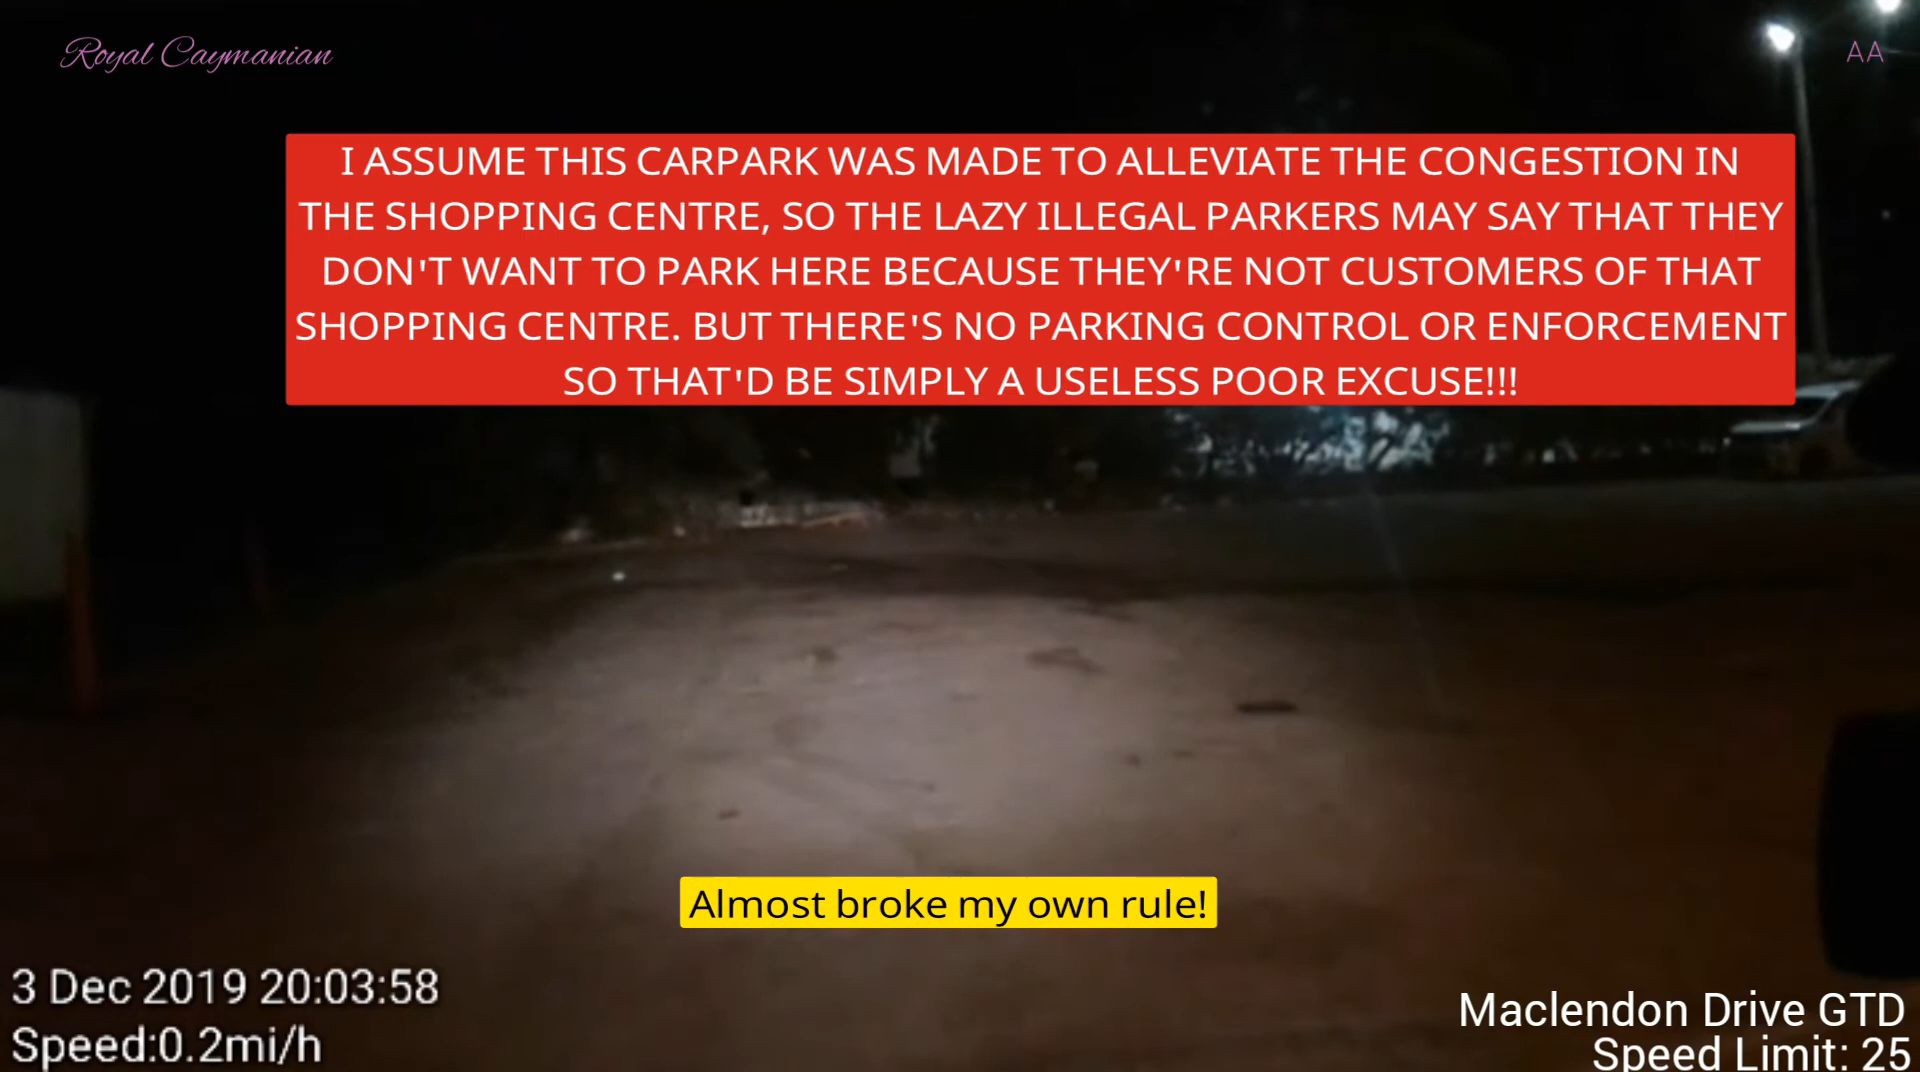 Royal Caymanian
AA
I ASSUME THIS CARPARK WAS MADE TO ALLEVIATE THE CONGESTION IN
THE SHOPPING CENTRE, SO THE LAZY ILLEGAL PARKERS MAY SAY THAT THEY
DON'T WANT TO PARK HERE BECAUSE THEY'RE NOT CUSTOMERS OF THAT
SHOPPING CENTRE. BUT THERE'S NO PARKING CONTROL OR ENFORCEMENT
SO THAT'D BE SIMPLY A USELESS POOR EXCUSE!!!
Almost broke my own rule!
3 Dec 2019 20:03:58
Speed:0.2mi/h
Maclendon Drive GTD
Speed Limit: 25